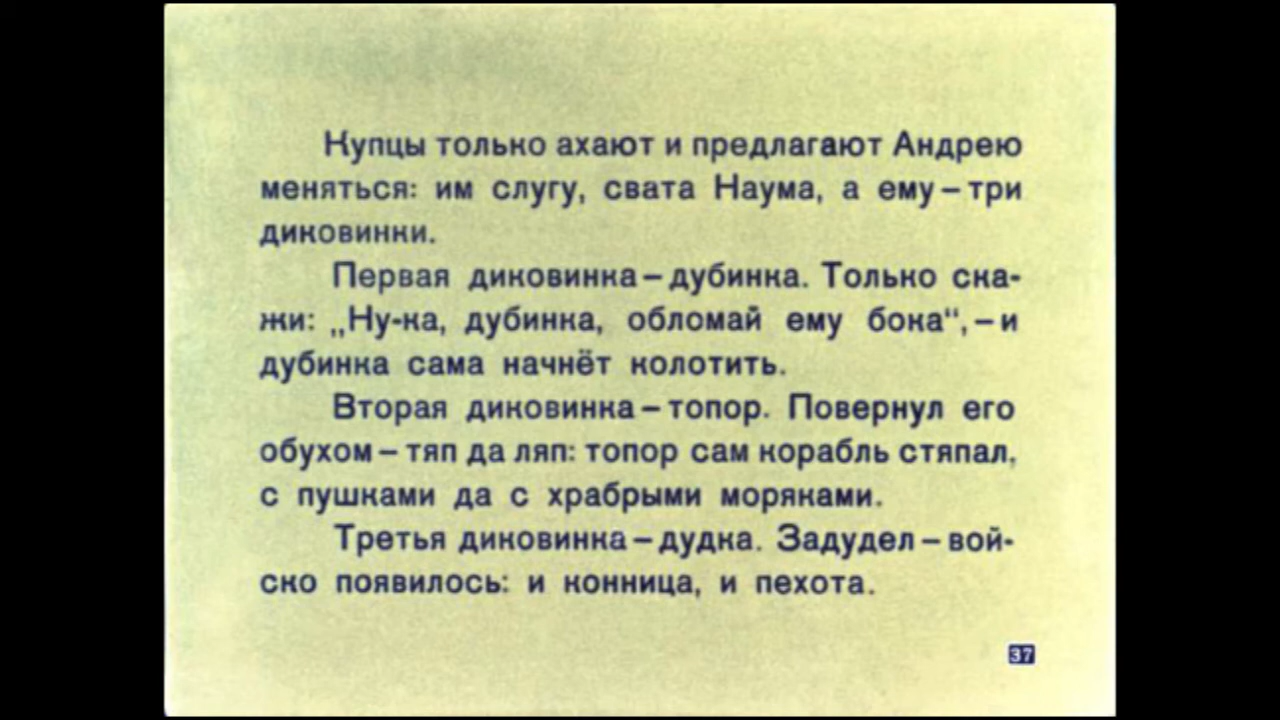 Купцы только ахают и предлагают Андрею
меняться: им слугу, свата Наума, а ему – три
диковинки.
Первая диковинка – дубинка. Только ска-
жи: „Ну-ка, дубинка, обломай ему бока“, – и
дубинка сама начнёт колотить.
Вторая диковинка – топор. Повернул его
обухом – тяп да ляп: топор сам корабль стяпал,
с пушками да с храбрыми моряками.
Третья диковинка – дудка. Задудел – вой-
ско появилось: и конница, и пехота.
37